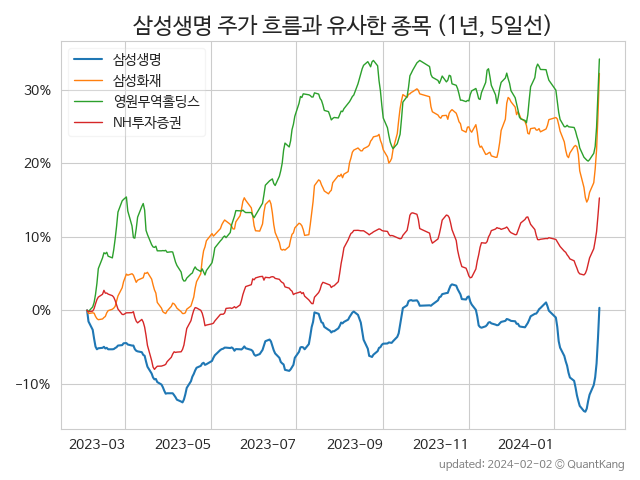 삼성생명 주가 흐름과 유사한 종목 (1년, 5일선)
삼성생명
삼성화재
영원무역홀딩스
NH투자증권
30%
20%
10%
0%
−10%
2023-03 2023-05 2023-07 2023-09 2023-11 2024-01
updated: 2024-02-02 © QuantKang